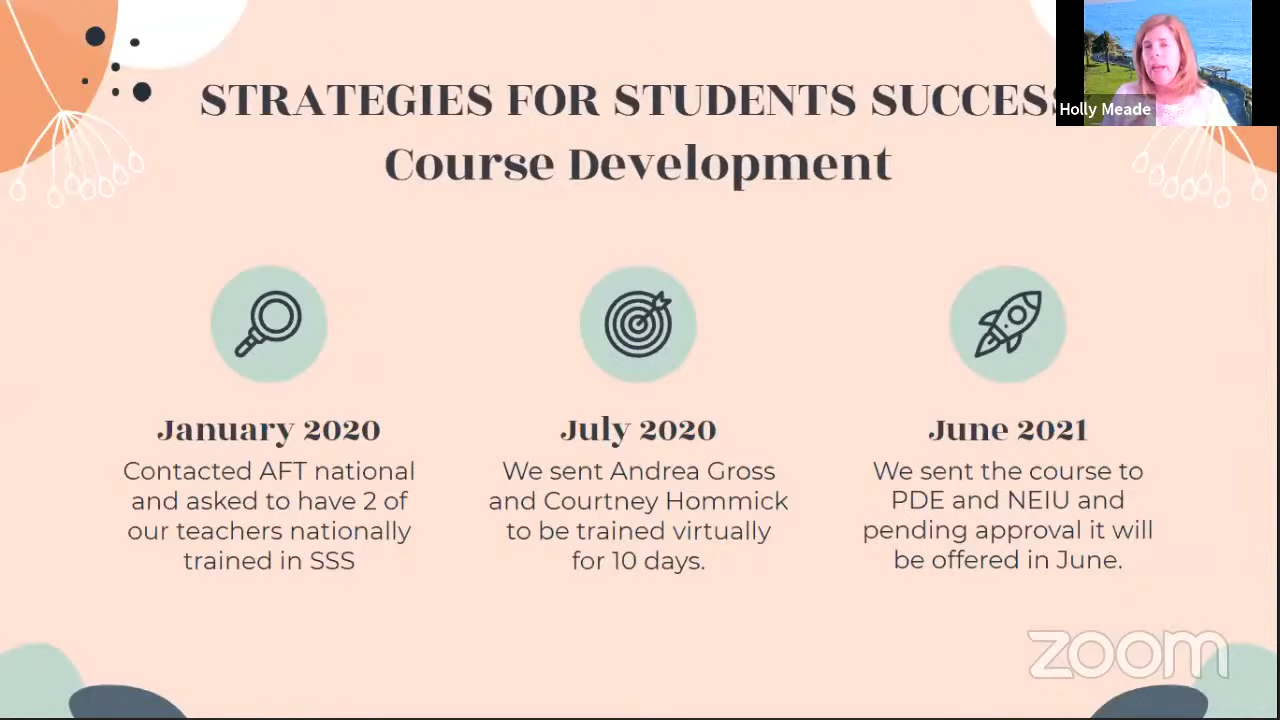 STRATEGIES FOR STUDENTS SUCCESS
Course Development
Holly Meade
January 2020
Contacted AFT national
and asked to have 2 of
our teachers nationally
trained in SSS
July 2020
We sent Andrea Gross
and Courtney Hommick
to be trained virtually
for 10 days.
June 2021
We sent the course to
PDE and NEIU and
pending approval it will
be offered in June.
zoom